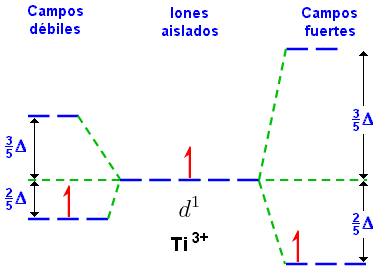 Campos
débiles
Iones
aislados
Campos
fuertes
3/5 Δ
2/5 Δ
d¹
Ti 3+
3/5 Δ
2/5 Δ